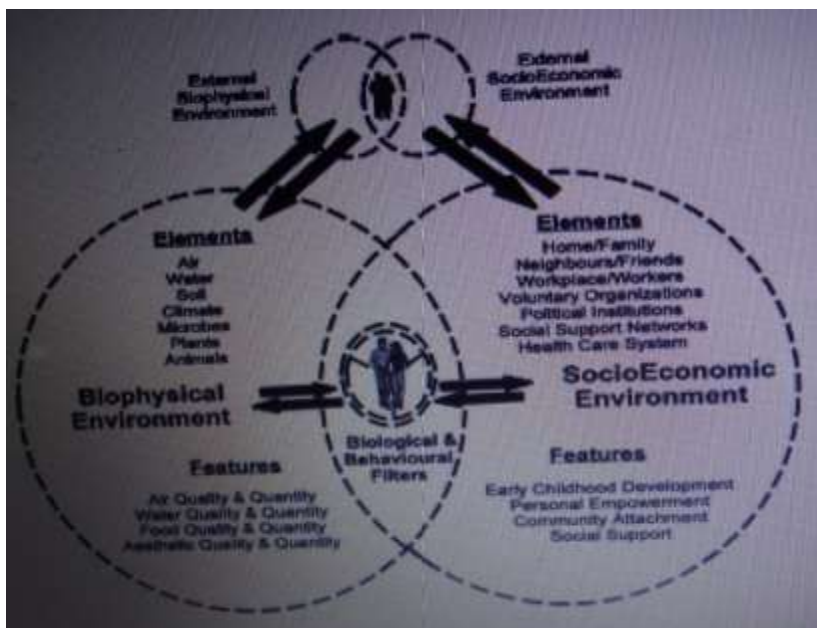 External
Biophysical
Environment
External
SocioEconomic
Environment
Elements
Air
Water
Soil
Climate
Microbes
Plants
Animals
Biophysical
Environment
Features
Air Quality & Quantity
Water Quality & Quantity
Food Quality & Quantity
Aesthetic Quality & Quantity
Biological &
Behavioural
Filters
Elements
Home/Family
Neighbours/Friends
Workplace/Workers
Voluntary Organizations
Political Institutions
Social Support Networks
Health Care System
SocioEconomic
Environment
Features
Early Childhood Development
Personal Empowerment
Community Attachment
Social Support